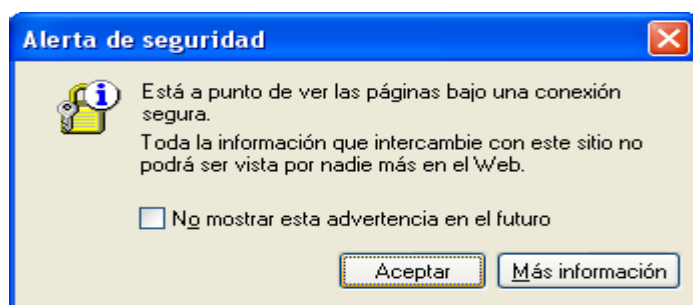 Alerta de seguridad
Está a punto de ver las páginas bajo una conexión
segura.
Toda la información que intercambie con este sitio no
podrá ser vista por nadie más en el Web.
No mostrar esta advertencia en el futuro
Aceptar
Más información